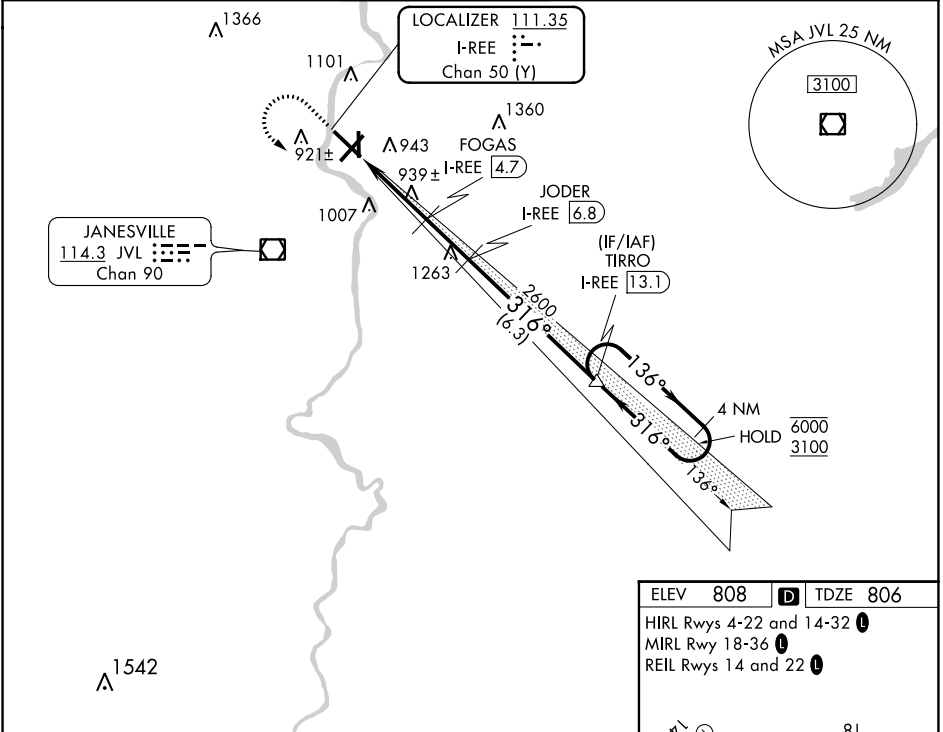 1366
LOCALIZER 111.35
I-REE
Chan 50 (Y)
MSA JVL 25 NM
3100
1101
1360
921±
943
FOGAS
I-REE 4.7
939±
JODER
I-REE 6.8
1007
JANESVILLE
114.3 JVL
Chan 90
1263
(IF/IAF)
TIRRO
I-REE 13.1
2600
316°
(6.3)
136°
4 NM
HOLD 6000
3100
316°
136°
ELEV 808 D TDZE 806
HIRL Rwys 4-22 and 14-32 L
MIRL Rwy 18-36 L
REIL Rwys 14 and 22 L
1542